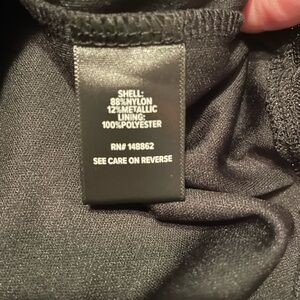 SHELL:
88%NYLON
12%METALLIC
LINING:
100%POLYESTER
RN# 148862
SEE CARE ON REVERSE